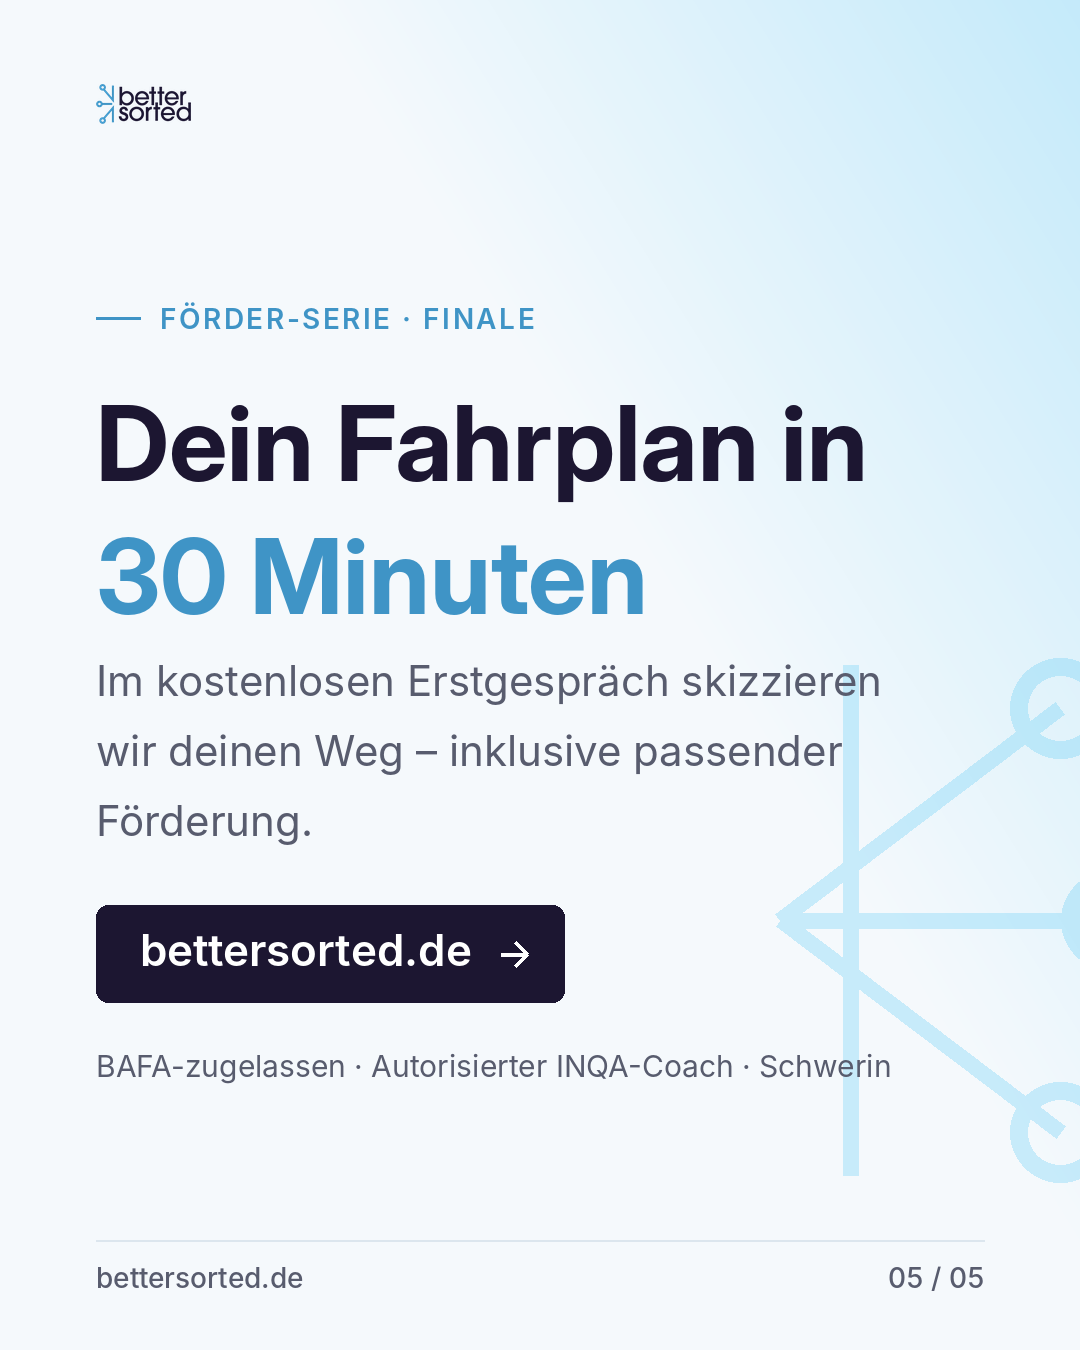 better
sorted
FÖRDER-SERIE · FINALE
Dein Fahrplan in
30 Minuten
Im kostenlosen Erstgespräch skizzieren
wir deinen Weg – inklusive passender
Förderung.
bettersorted.de →
BAFA-zugelassen · Autorisierter INQA-Coach · Schwerin
bettersorted.de
05 / 05